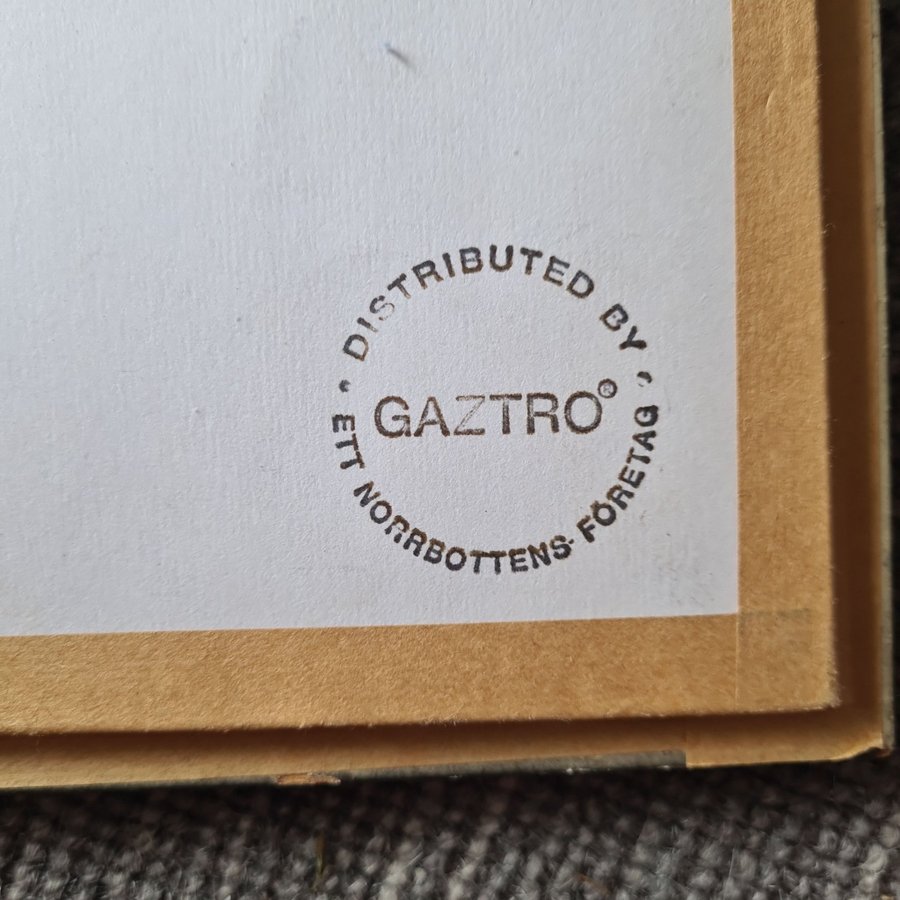 DISTRIBUTED BY
GAZTRO®
ETT NORRBOTTENS FÖRETAG